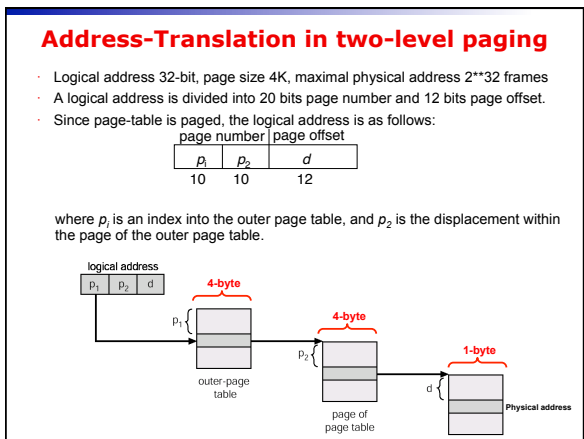 Address-Translation in two-level paging
· Logical address 32-bit, page size 4K, maximal physical address 2**32 frames
· A logical address is divided into 20 bits page number and 12 bits page offset.
· Since page-table is paged, the logical address is as follows:
page number page offset
pi p2 d
10 10 12
where pi is an index into the outer page table, and p2 is the displacement within
the page of the outer page table.
logical address
p1 p2 d
4-byte
p1
outer-page
table
4-byte
p2
page of
page table
1-byte
d
Physical address